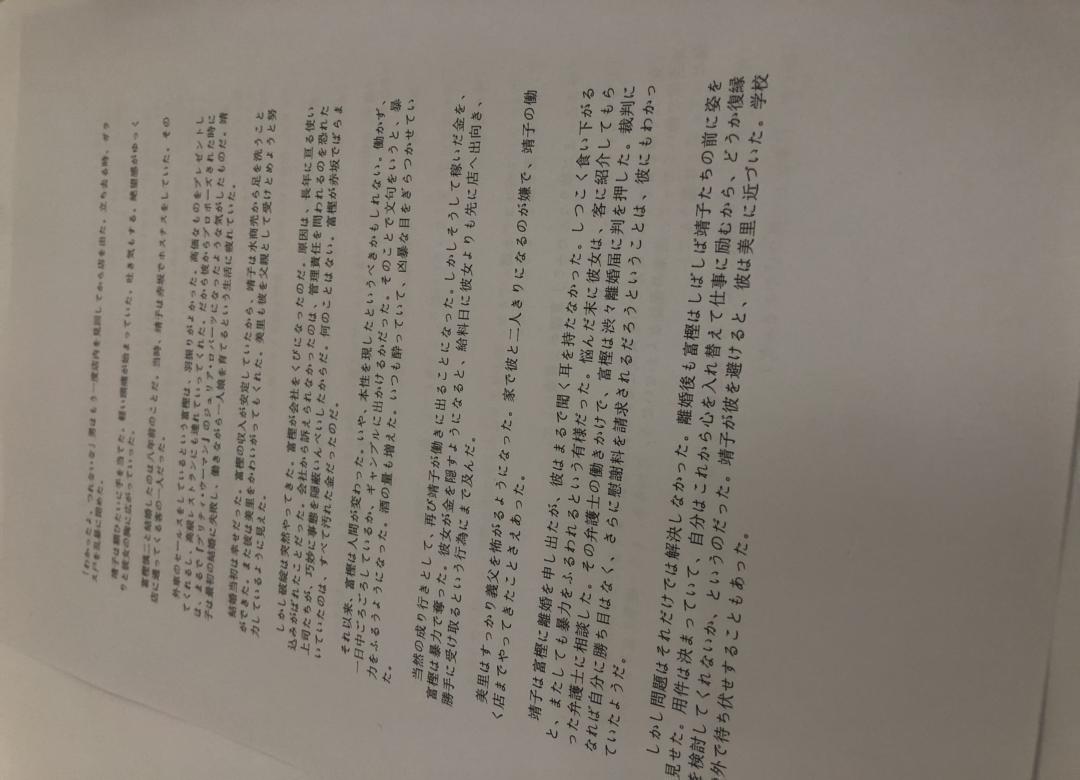 「わかったよ。つれないな」男はもう一度店内を見回してから店を出た。立ち去る時、ガラ
ス戸を乱暴に閉めた。
靖子は額ひたいに手を当てた。軽い頭痛が始まっていた。吐き気もする。絶望感がゆっく
りと彼女の胸に広がっていった。
富樫慎二と結婚したのは八年前のことだ。当時、靖子は赤坂でホステスをしていた。その
店に通ってくる客の一人だった。
外車のセールスをしているという富樫は、羽振りがよかった。高価なものをプレゼントし
てくれるし、高級レストランにも連れていってくれた。だから彼からプロポーズされた時に
は、まるで『プリティ・ウーマン』のジュリア・ロバーツになったような気がしたものだ。靖
子は最初の結婚に失敗し、働きながら一人娘を育てるという生活に疲れていた。
結婚当初は幸せだった。富樫の収入が安定していたから、靖子は水商売から足を洗うこと
ができた。また彼は美里をかわいがってもくれた。美里も彼を父親として受けとめようと努
力しているように見えた。
しかし破綻は突然やってきた。富樫が会社をくびになったのだ。原因は、長年に亘る使い
込みがばれたことだった。会社から訴えられなかったのは、管理責任を問われるのを恐れた
上司たちが、巧妙に事態を隠蔽いんぺいしたからだ。何のことはない。富樫が赤坂でばらま
いていたのは、すべて汚れた金だったのだ。
それ以来、富樫は人間が変わった。いや、本性を現したというべきかもしれない。働かず、
一日中ごろごろしているか、ギャンブルに出かけるかだった。そのことで文句をいうと、暴
力をふるうようになった。酒の量も増えた。いつも酔っていて、凶暴な目をぎらつかせてい
た。
当然の成り行きとして、再び靖子が働きに出ることになった。しかしそうして稼いだ金を、
富樫は暴力で奪った。彼女が金を隠すようになると、給料日に彼女よりも先に店へ出向き、
勝手に受け取るという行為にまで及んだ。
美里はすっかり義父を怖がるようになった。家で彼と二人きりになるのが嫌で、靖子の働
く店までやってきたことさえあった。
靖子は富樫に離婚を申し出たが、彼はまるで聞く耳を持たなかった。しつこく食い下がる
と、またしても暴力をふるわれるという有様だった。悩んだ末に彼女は、客に紹介してもら
った弁護士に相談した。その弁護士の働きかけで、富樫は渋々離婚届に判を押した。裁判に
なれば自分に勝ち目はなく、さらに慰謝料を請求されるだろうということは、彼にもわかっ
ていたようだ。
しかし問題はそれだけでは解決しなかった。離婚後も富樫はしばしば靖子たちの前に姿を
見せた。用件は決まっていて、自分はこれから心を入れ替えて仕事に励むから、どうか復縁
を検討してくれないか、というのだった。靖子が彼を避けると、彼は美里に近づいた。学校
の外で待ち伏せすることもあった。